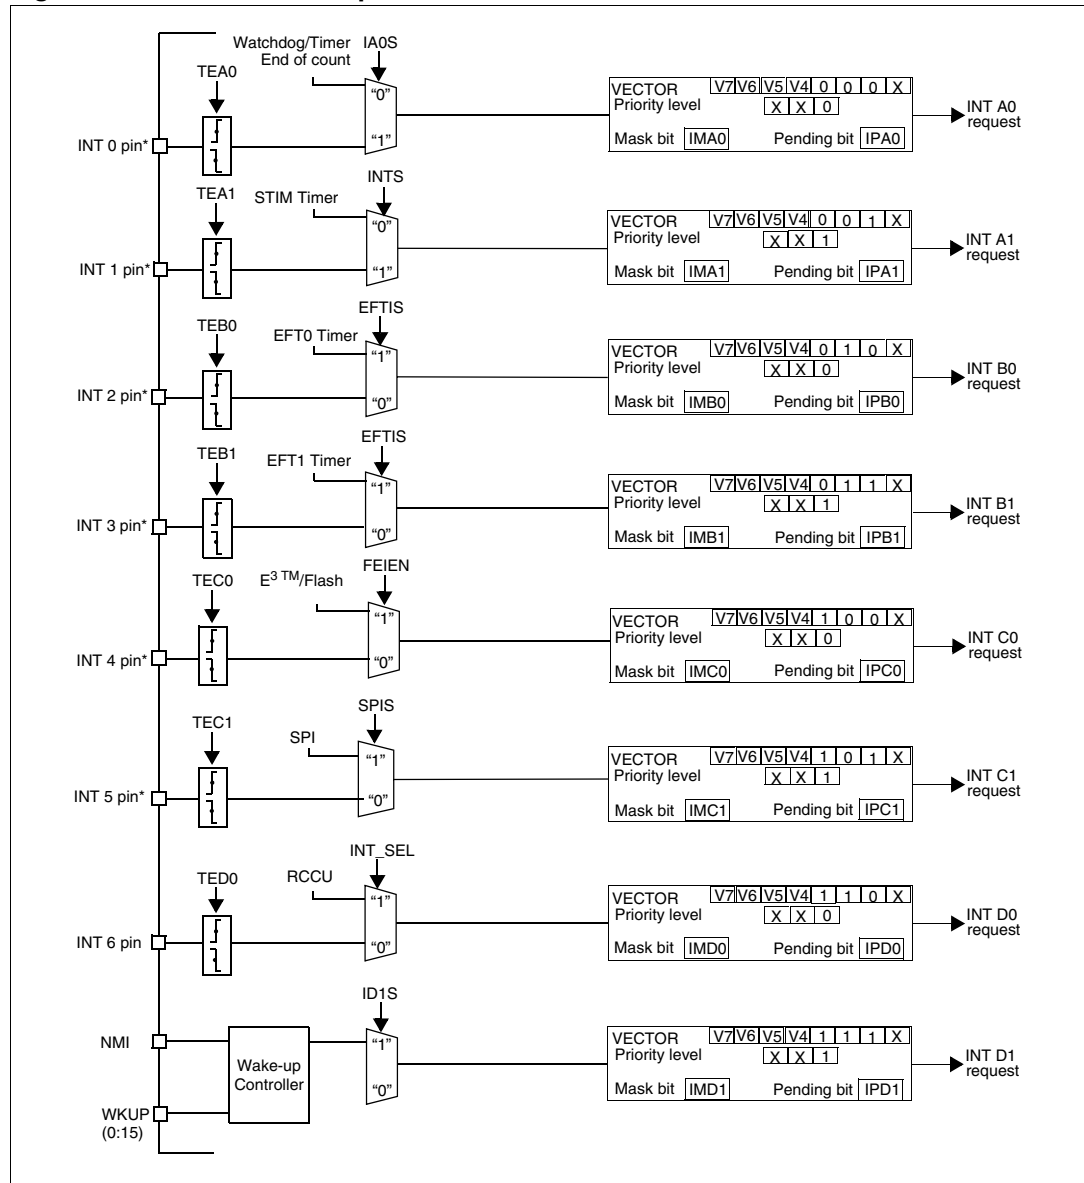 Watchdog/Timer IA0S
End of count
TEA0
"0"
"1"
INT 0 pin*
VECTOR V7 V6 V5 V4 0 0 0 X
Priority level X X 0
Mask bit IMA0 Pending bit IPA0
INT A0
request
TEA1
STIM Timer
INTS
"0"
"1"
INT 1 pin*
VECTOR V7 V6 V5 V4 0 0 1 X
Priority level X X 1
Mask bit IMA1 Pending bit IPA1
INT A1
request
TEB0
EFT0 Timer
EFTIS
"1"
"0"
INT 2 pin*
VECTOR V7 V6 V5 V4 0 1 0 X
Priority level X X 0
Mask bit IMB0 Pending bit IPB0
INT B0
request
TEB1
EFT1 Timer
EFTIS
"1"
"0"
INT 3 pin*
VECTOR V7 V6 V5 V4 0 1 1 X
Priority level X X 1
Mask bit IMB1 Pending bit IPB1
INT B1
request
TEC0
E3 TM/Flash
FEIEN
"1"
"0"
INT 4 pin*
VECTOR V7 V6 V5 V4 1 0 0 X
Priority level X X 0
Mask bit IMC0 Pending bit IPC0
INT C0
request
TEC1
SPI
SPIS
"1"
"0"
INT 5 pin*
VECTOR V7 V6 V5 V4 1 0 1 X
Priority level X X 1
Mask bit IMC1 Pending bit IPC1
INT C1
request
TED0
RCCU
INT_SEL
"1"
"0"
INT 6 pin
VECTOR V7 V6 V5 V4 1 1 0 X
Priority level X X 0
Mask bit IMD0 Pending bit IPD0
INT D0
request
ID1S
"1"
"0"
NMI
Wake-up
Controller
WKUP
(0:15)
VECTOR V7 V6 V5 V4 1 1 1 X
Priority level X X 1
Mask bit IMD1 Pending bit IPD1
INT D1
request